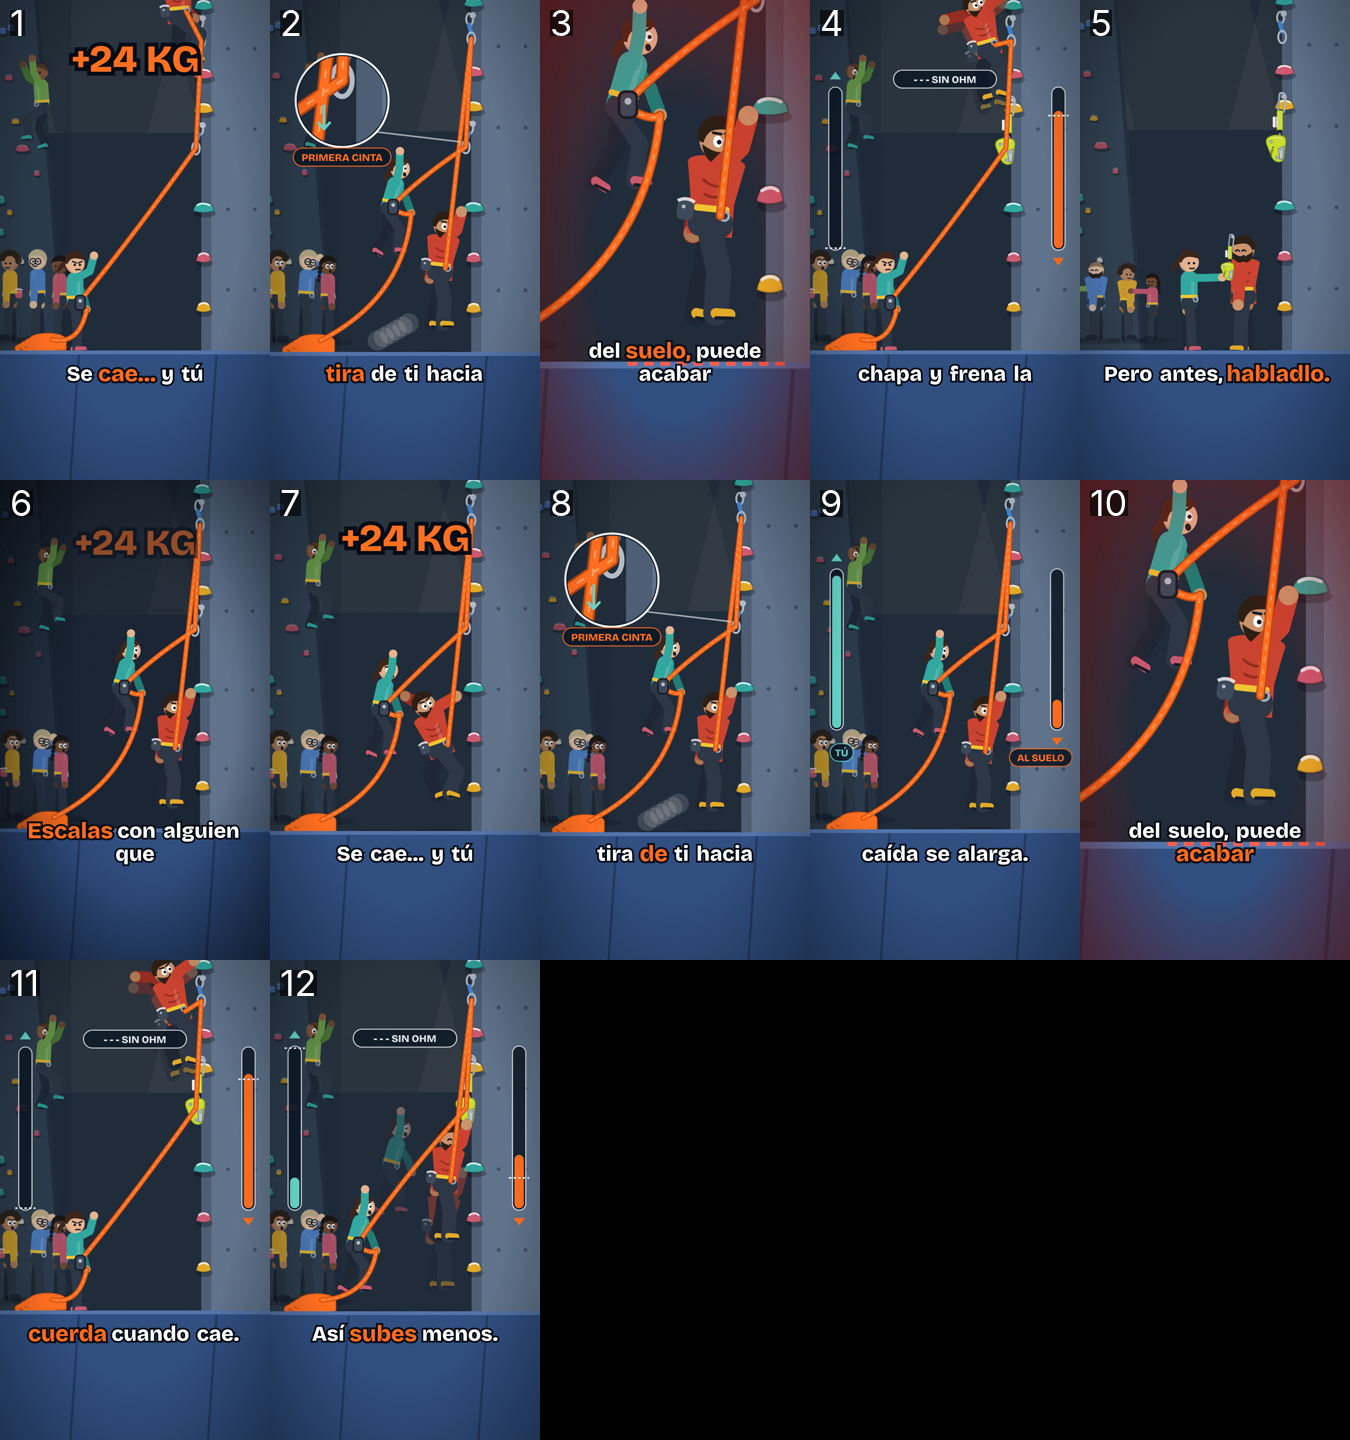 1
+24 KG
Se cae... y tú
2
PRIMERA CINTA
tira de ti hacia
3
del suelo, puede
acabar
4
--- SIN OHM
chapa y frena la
5
Pero antes, habladlo.
6
+24 KG
Escalas con alguien
que
7
+24 KG
Se cae... y tú
8
PRIMERA CINTA
tira de ti hacia
9
TÚ
AL SUELO
caída se alarga.
10
del suelo, puede
acabar
11
--- SIN OHM
cuerda cuando cae.
12
--- SIN OHM
Así subes menos.